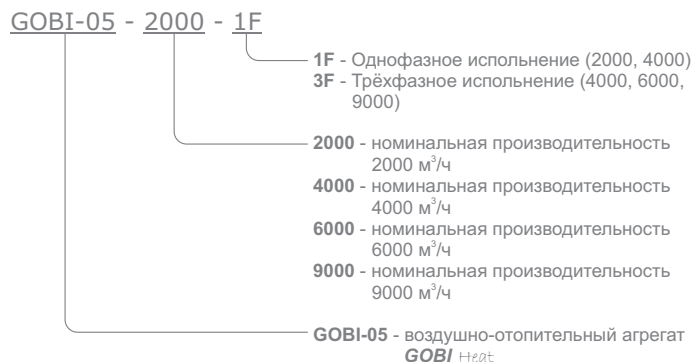 GOBI-05 - 2000 - 1F
1F - Однофазное испольнение (2000, 4000)
3F - Трёхфазное испольнение (4000, 6000,
9000)
2000 - номинальная производительность
2000 м³/ч
4000 - номинальная производительность
4000 м³/ч
6000 - номинальная производительность
6000 м³/ч
9000 - номинальная производительность
9000 м³/ч
GOBI-05 - воздушно-отопительный агрегат
GOBI Heat